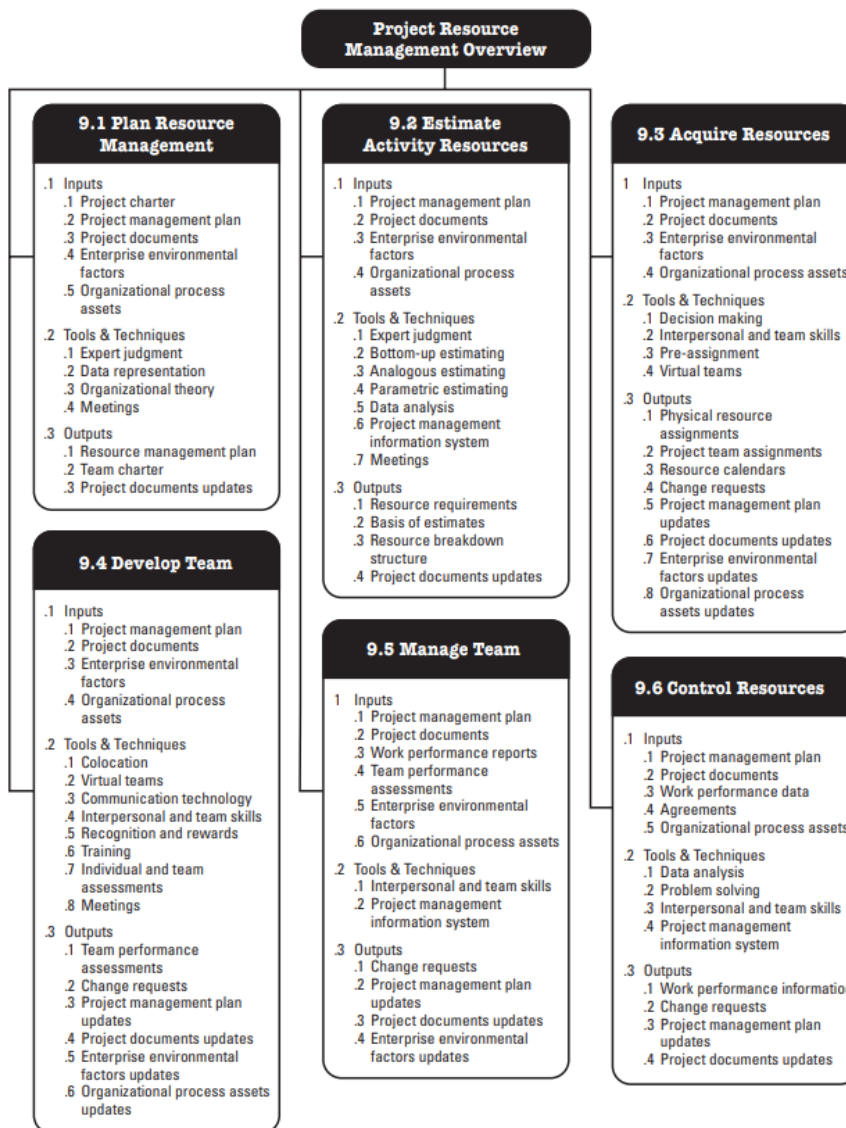 Project Resource
Management Overview
9.1 Plan Resource
Management
.1 Inputs
.1 Project charter
.2 Project management plan
.3 Project documents
.4 Enterprise environmental
factors
.5 Organizational process
assets
.2 Tools & Techniques
.1 Expert judgment
.2 Data representation
.3 Organizational theory
.4 Meetings
.3 Outputs
.1 Resource management plan
.2 Team charter
.3 Project documents updates
9.2 Estimate
Activity Resources
.1 Inputs
.1 Project management plan
.2 Project documents
.3 Enterprise environmental
factors
.4 Organizational process
assets
.2 Tools & Techniques
.1 Expert judgment
.2 Bottom-up estimating
.3 Analogous estimating
.4 Parametric estimating
.5 Data analysis
.6 Project management
information system
.7 Meetings
.3 Outputs
.1 Resource requirements
.2 Basis of estimates
.3 Resource breakdown
structure
.4 Project documents updates
9.3 Acquire Resources
1 Inputs
.1 Project management plan
.2 Project documents
.3 Enterprise environmental
factors
.4 Organizational process assets
.2 Tools & Techniques
.1 Decision making
.2 Interpersonal and team skills
.3 Pre-assignment
.4 Virtual teams
.3 Outputs
.1 Physical resource
assignments
.2 Project team assignments
.3 Resource calendars
.4 Change requests
.5 Project management plan
updates
.6 Project documents updates
.7 Enterprise environmental
factors updates
.8 Organizational process
assets updates
9.4 Develop Team
.1 Inputs
.1 Project management plan
.2 Project documents
.3 Enterprise environmental
factors
.4 Organizational process
assets
.2 Tools & Techniques
.1 Colocation
.2 Virtual teams
.3 Communication technology
.4 Interpersonal and team skills
.5 Recognition and rewards
.6 Training
.7 Individual and team
assessments
.8 Meetings
.3 Outputs
.1 Team performance
assessments
.2 Change requests
.3 Project management plan
updates
.4 Project documents updates
.5 Enterprise environmental
factors updates
.6 Organizational process assets
updates
9.5 Manage Team
1 Inputs
.1 Project management plan
.2 Project documents
.3 Work performance reports
.4 Team performance
assessments
.5 Enterprise environmental
factors
.6 Organizational process assets
.2 Tools & Techniques
.1 Interpersonal and team skills
.2 Project management
information system
.3 Outputs
.1 Change requests
.2 Project management plan
updates
.3 Project documents updates
.4 Enterprise environmental
factors updates
9.6 Control Resources
.1 Inputs
.1 Project management plan
.2 Project documents
.3 Work performance data
.4 Agreements
.5 Organizational process assets
.2 Tools & Techniques
.1 Data analysis
.2 Problem solving
.3 Interpersonal and team skills
.4 Project management
information system
.3 Outputs
.1 Work performance information
.2 Change requests
.3 Project management plan
updates
.4 Project documents updates